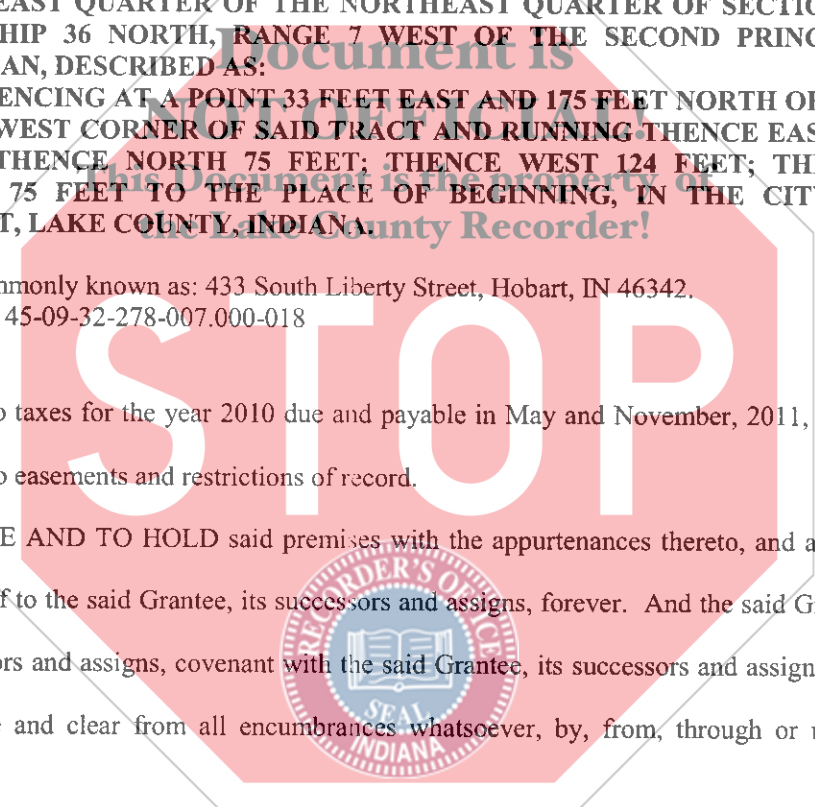 EAST QUARTER OF THE NORTHEAST QUARTER OF SECTIO
HIP 36 NORTH, RANGE 7 WEST OF THE SECOND PRINC
AN, DESCRIBED AS:
Document is
ENCING AT A POINT 33 FEET EAST AND 175 FEET NORTH OF
NOT OFFICIAL!
WEST CORNER OF SAID TRACT AND RUNNING THENCE EAS
THENCE NORTH 75 FEET; THENCE WEST 124 FEET; TH
This Document is the property of
75 FEET TO THE PLACE OF BEGINNING, IN THE CIT
T, LAKE COUNTY, INDIANA.
the Lake County Recorder!
nmonly known as: 433 South Liberty Street, Hobart, IN 46342.
45-09-32-278-007.000-018
STOP
o taxes for the year 2010 due and payable in May and November, 2011,
o easements and restrictions of record.
E AND TO HOLD said premises with the appurtenances thereto, and a
f to the said Grantee, its successors and assigns, forever. And the said G
ors and assigns, covenant with the said Grantee, its successors and assign
and clear from all encumbrances whatsoever, by, from, through or
RECORDER'S OFFICE
SEAL
INDIANA